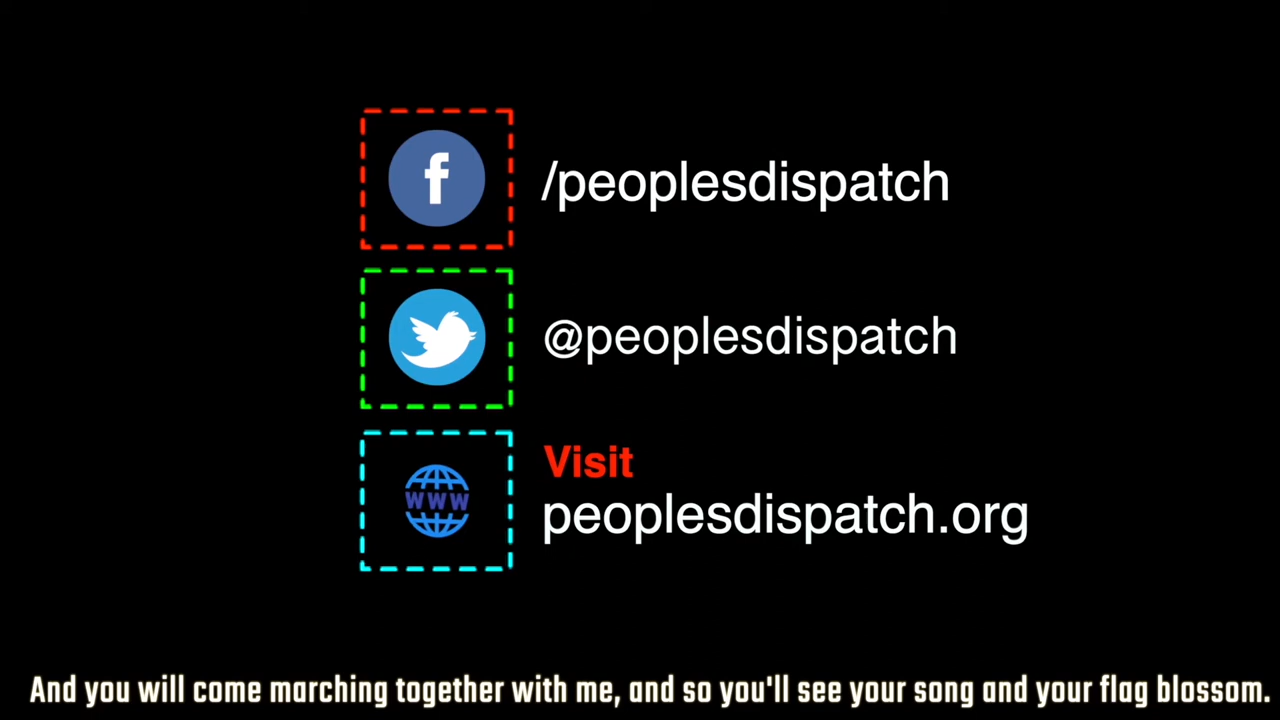 f
/peoplesdispatch
@peoplesdispatch
Visit
WWW
peoplesdispatch.org
And you will come marching together with me, and so you'll see your song and your flag blossom.